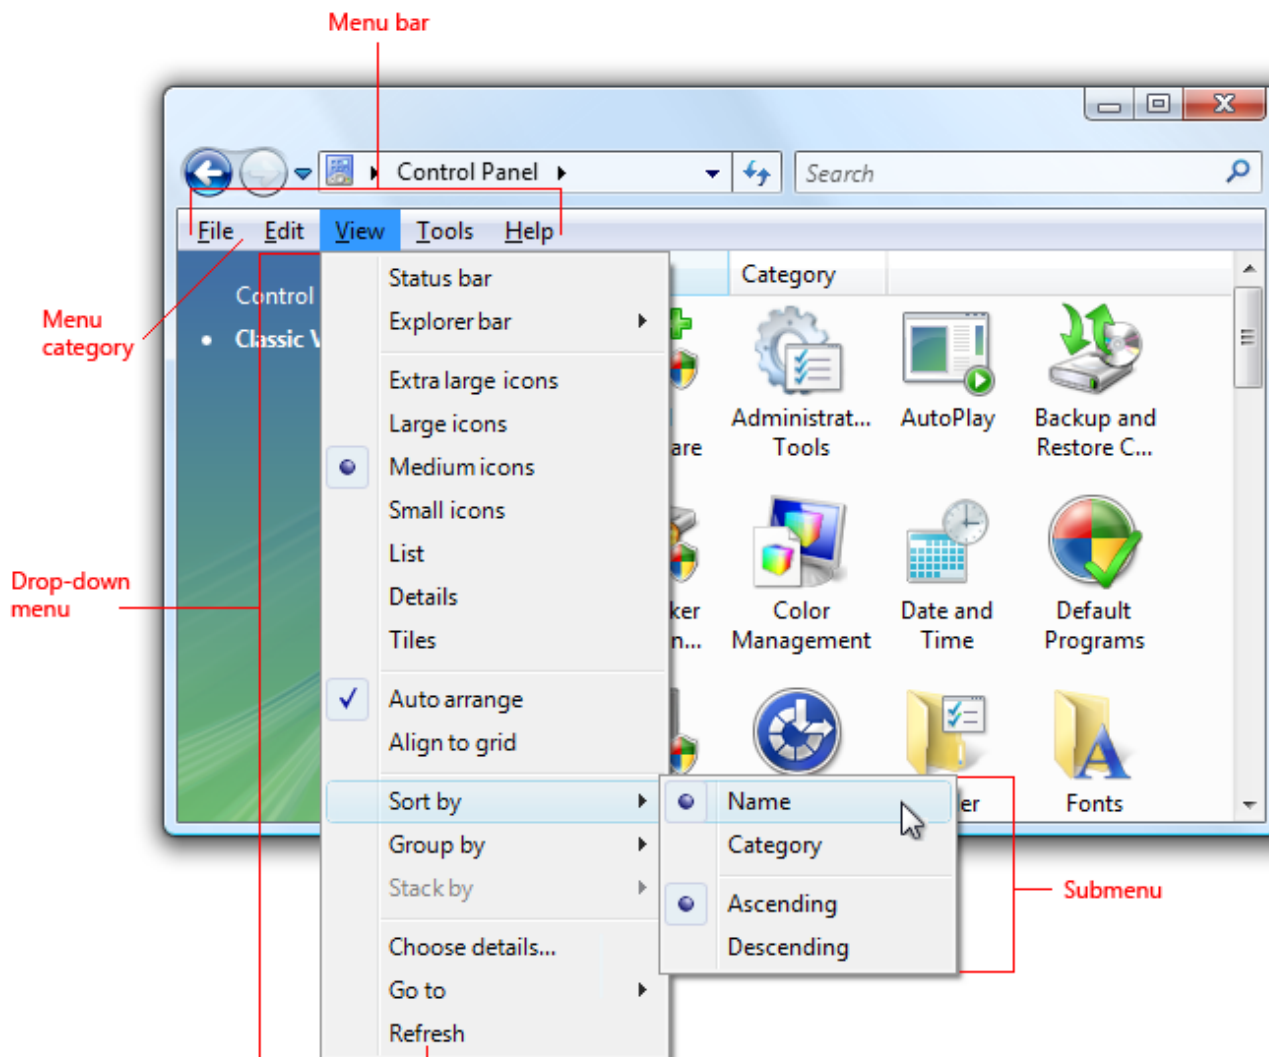 Menu bar
Control Panel
Search
File Edit View Tools Help
Menu
category
Drop-down
menu
Control
Classic V
Status bar
Explorer bar
Extra large icons
Large icons
Medium icons
Small icons
List
Details
Tiles
Auto arrange
Align to grid
Sort by
Group by
Stack by
Choose details...
Go to
Refresh
Category
are
Administrat...
Tools
AutoPlay
Backup and
Restore C...
ker
n...
Color
Management
Date and
Time
Default
Programs
er
Fonts
Name
Category
Ascending
Descending
Submenu